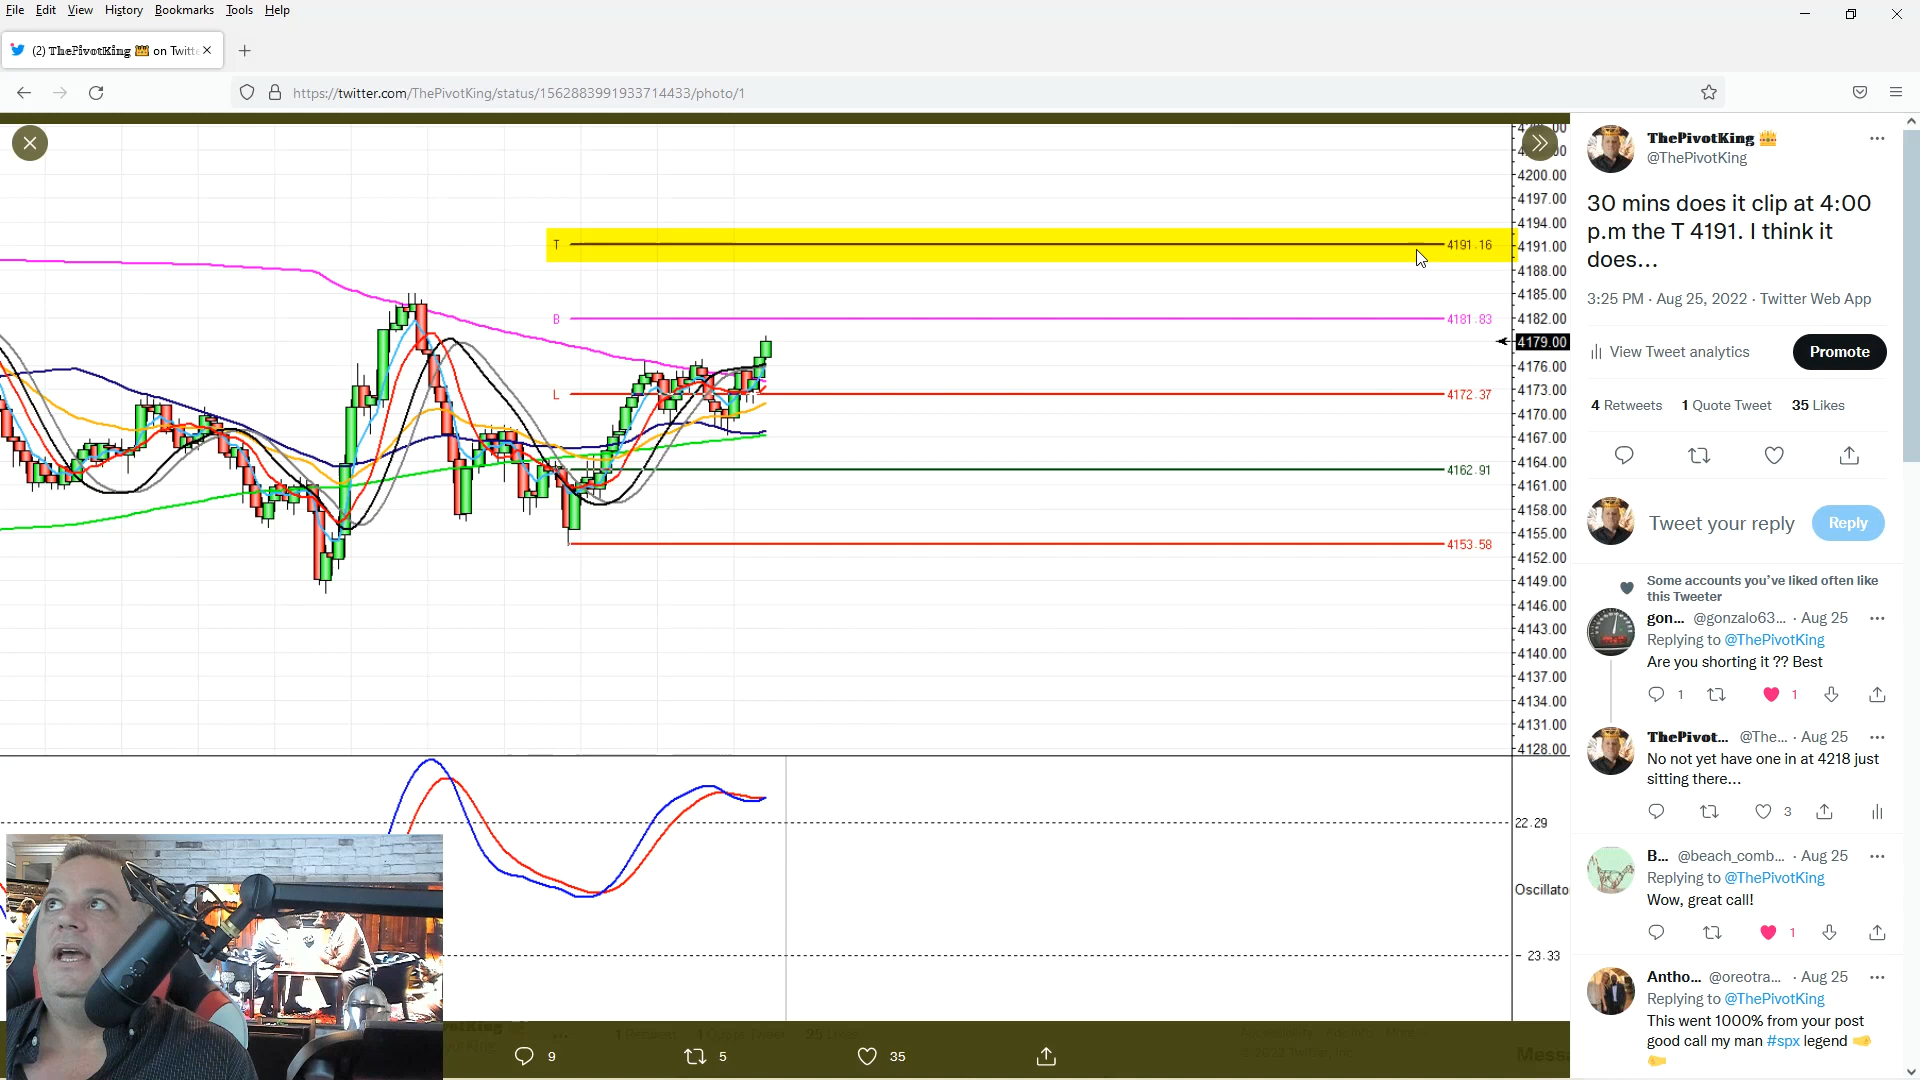 File Edit View History Bookmarks Tools Help
(2) ThePivotKing 👑 on Twitte
https://twitter.com/ThePivotKing/status/1562883991933714433/photo/1
4200.00
4197.00
4194.00
4191.00
4188.00
4185.00
4182.00
4179.00
4176.00
4173.00
4170.00
4167.00
4164.00
4161.00
4158.00
4155.00
4152.00
4149.00
4146.00
4143.00
4140.00
4137.00
4134.00
4131.00
4128.00
T 4191.16
B 4181.83
L 4172.37
4162.91
4153.58
22.29
Oscillato
- 23.33
9 5 35
ThePivotKing 👑
@ThePivotKing
30 mins does it clip at 4:00
p.m the T 4191. I think it
does...
3:25 PM · Aug 25, 2022 · Twitter Web App
View Tweet analytics
Promote
4 Retweets 1 Quote Tweet 35 Likes
Tweet your reply
Reply
Some accounts you've liked often like
this Tweeter
gon... @gonzalo63... · Aug 25
Replying to @ThePivotKing
Are you shorting it ?? Best
1 1
ThePivot... @The... · Aug 25
No not yet have one in at 4218 just
sitting there...
3
B... @beach_comb... · Aug 25
Replying to @ThePivotKing
Wow, great call!
1
Antho... @oreotra... · Aug 25
Replying to @ThePivotKing
This went 1000% from your post
good call my man #spx legend 🤜
🤛